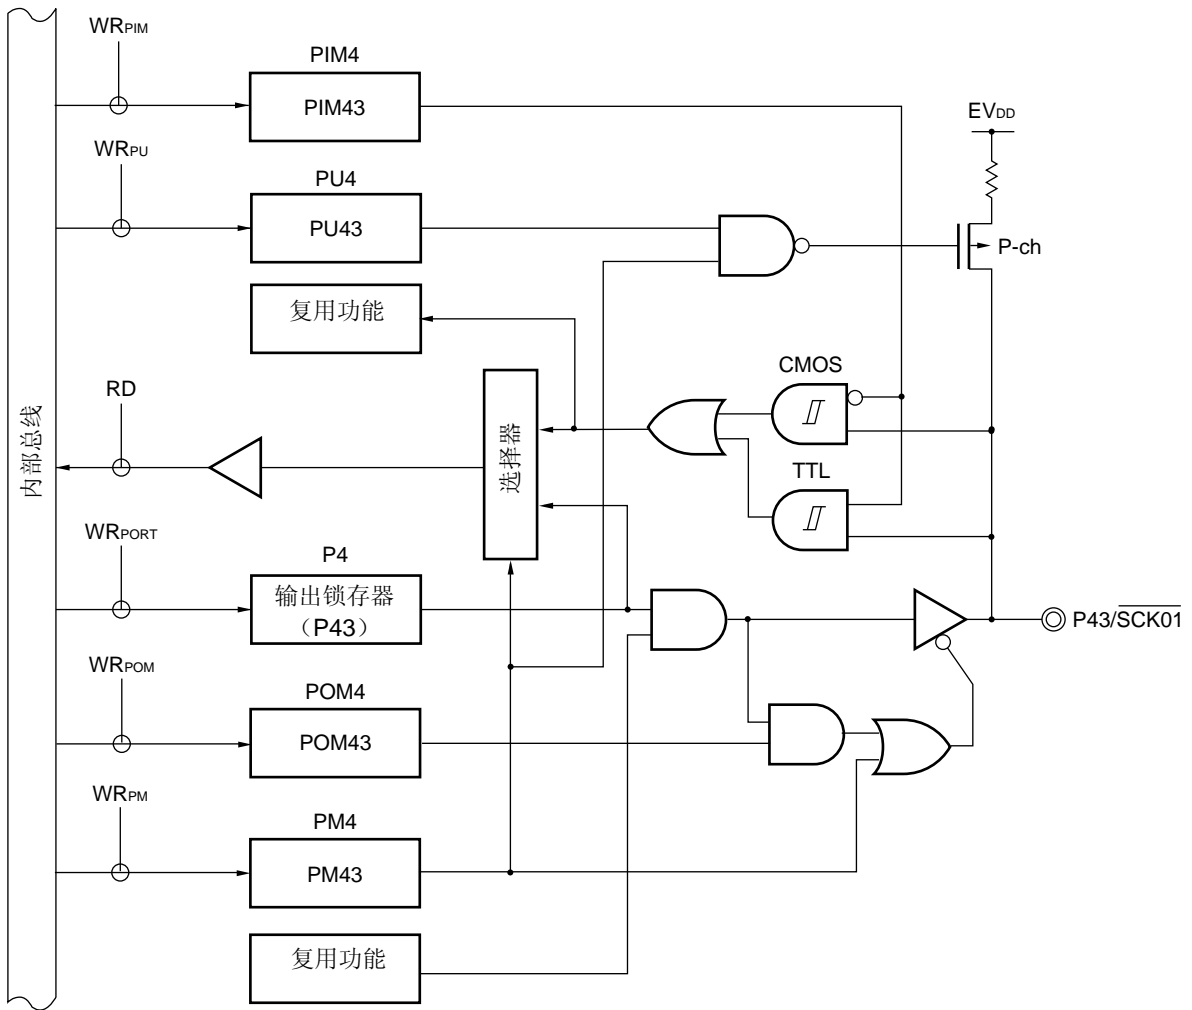 WRPIM
PIM4
PIM43
EVDD
WRPU
PU4
PU43
P-ch
复用功能
CMOS
RD
选择器
内部总线
TTL
WRPORT
P4
输出锁存器
（P43）
P43/SCK01
WRPOM
POM4
POM43
WRPM
PM4
PM43
复用功能